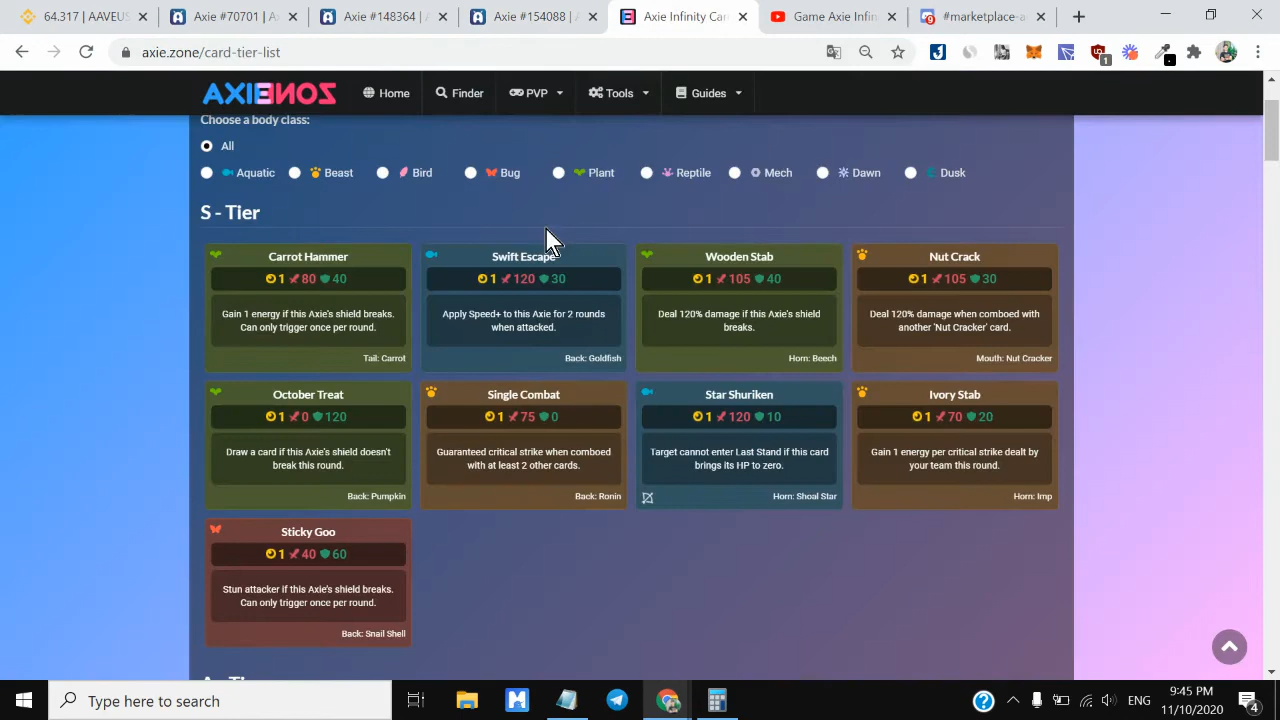 64.317 | AAVEUS
Axie #70701 | A
Axie #148364 | A
Axie #154088 | A
Axie Infinity Car
Game Axie Infin
#marketplace-a
axie.zone/card-tier-list
AXIE ZONE
Home
Finder
PVP
Tools
Guides
Choose a body class:
All
Aquatic
Beast
Bird
Bug
Plant
Reptile
Mech
Dawn
Dusk
S - Tier
Carrot Hammer
1 80 40
Gain 1 energy if this Axie's shield breaks.
Can only trigger once per round.
Tail: Carrot
Swift Escape
1 120 30
Apply Speed+ to this Axie for 2 rounds
when attacked.
Back: Goldfish
Wooden Stab
1 105 40
Deal 120% damage if this Axie's shield
breaks.
Horn: Beech
Nut Crack
1 105 30
Deal 120% damage when comboed with
another 'Nut Cracker' card.
Mouth: Nut Cracker
October Treat
1 0 120
Draw a card if this Axie's shield doesn't
break this round.
Back: Pumpkin
Single Combat
1 75 0
Guaranteed critical strike when comboed
with at least 2 other cards.
Back: Ronin
Star Shuriken
1 120 10
Target cannot enter Last Stand if this card
brings its HP to zero.
Horn: Shoal Star
Ivory Stab
1 70 20
Gain 1 energy per critical strike dealt by
your team this round.
Horn: Imp
Sticky Goo
1 40 60
Stun attacker if this Axie's shield breaks.
Can only trigger once per round.
Back: Snail Shell
Type here to search
ENG
9:45 PM
11/10/2020
4